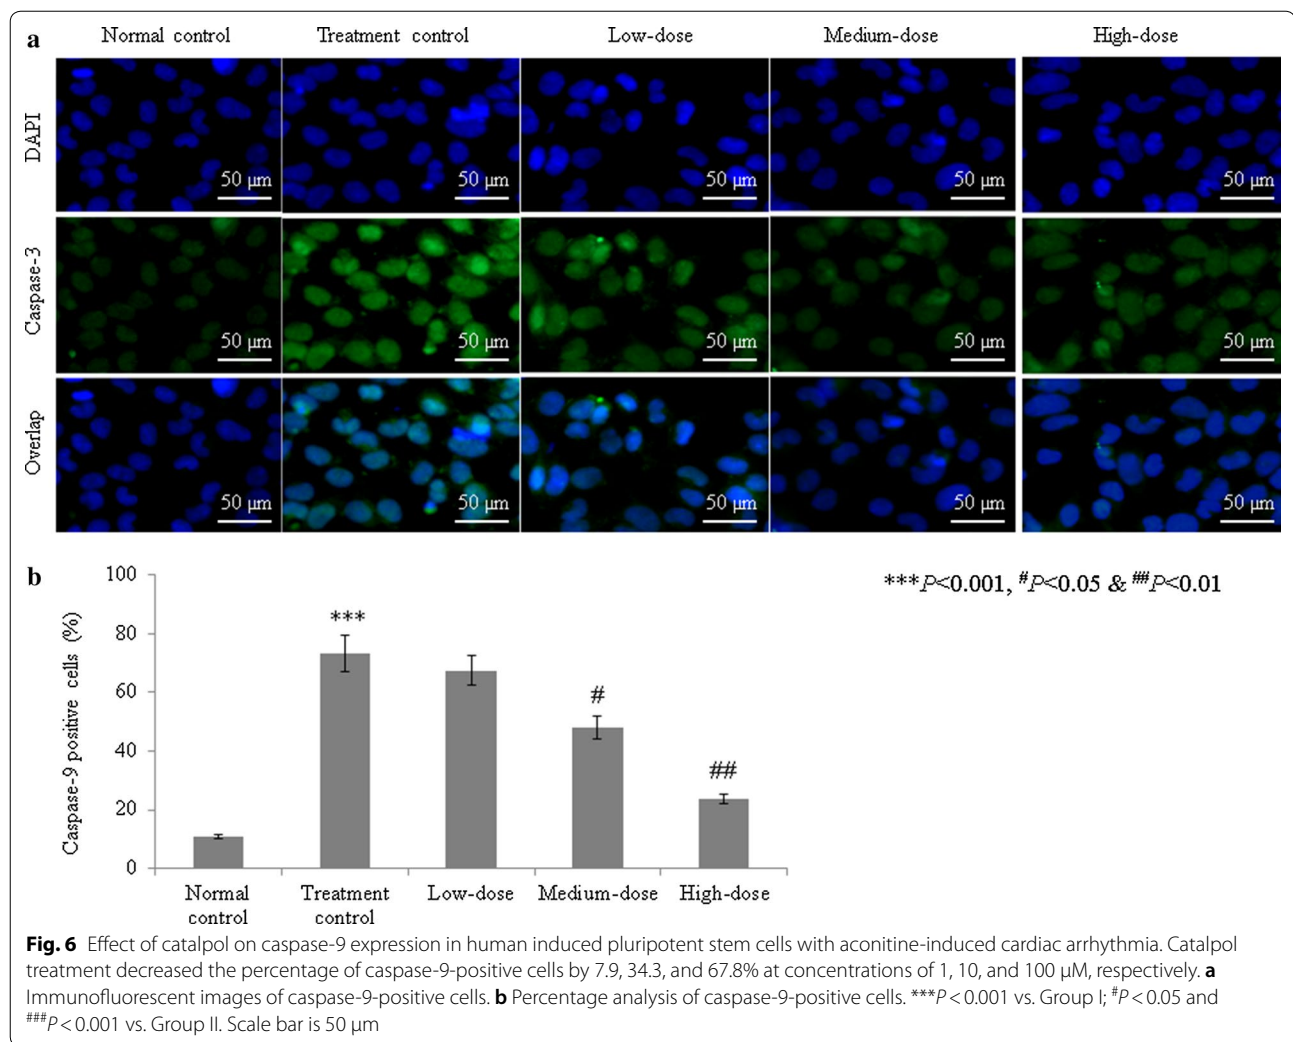 a
Normal control Treatment control Low-dose Medium-dose High-dose
DAPI
50 μm 50 μm 50 μm 50 μm 50 μm
Caspase-3
50 μm 50 μm 50 μm 50 μm 50 μm
Overlap
50 μm 50 μm 50 μm 50 μm 50 μm
b
***P<0.001, #P<0.05 & ##P<0.01
Caspase-9 positive cells (%)
100
80
60
40
20
0
***
#
##
Normal control
Treatment control
Low-dose
Medium-dose
High-dose
Fig. 6 Effect of catalpol on caspase-9 expression in human induced pluripotent stem cells with aconitine-induced cardiac arrhythmia. Catalpol
treatment decreased the percentage of caspase-9-positive cells by 7.9, 34.3, and 67.8% at concentrations of 1, 10, and 100 μM, respectively. a
Immunofluorescent images of caspase-9-positive cells. b Percentage analysis of caspase-9-positive cells. ***P < 0.001 vs. Group I; #P < 0.05 and
###P < 0.001 vs. Group II. Scale bar is 50 μm